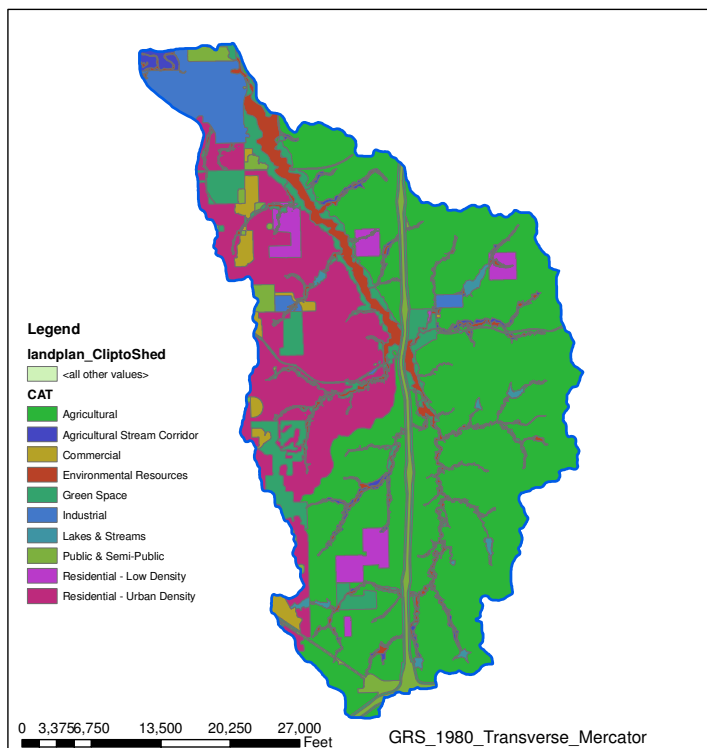 Legend
landplan_CliptoShed
<all other values>
CAT
Agricultural
Agricultural Stream Corridor
Commercial
Environmental Resources
Green Space
Industrial
Lakes & Streams
Public & Semi-Public
Residential - Low Density
Residential - Urban Density
0 3,3756,750 13,500 20,250 27,000
Feet
GRS_1980_Transverse_Mercator